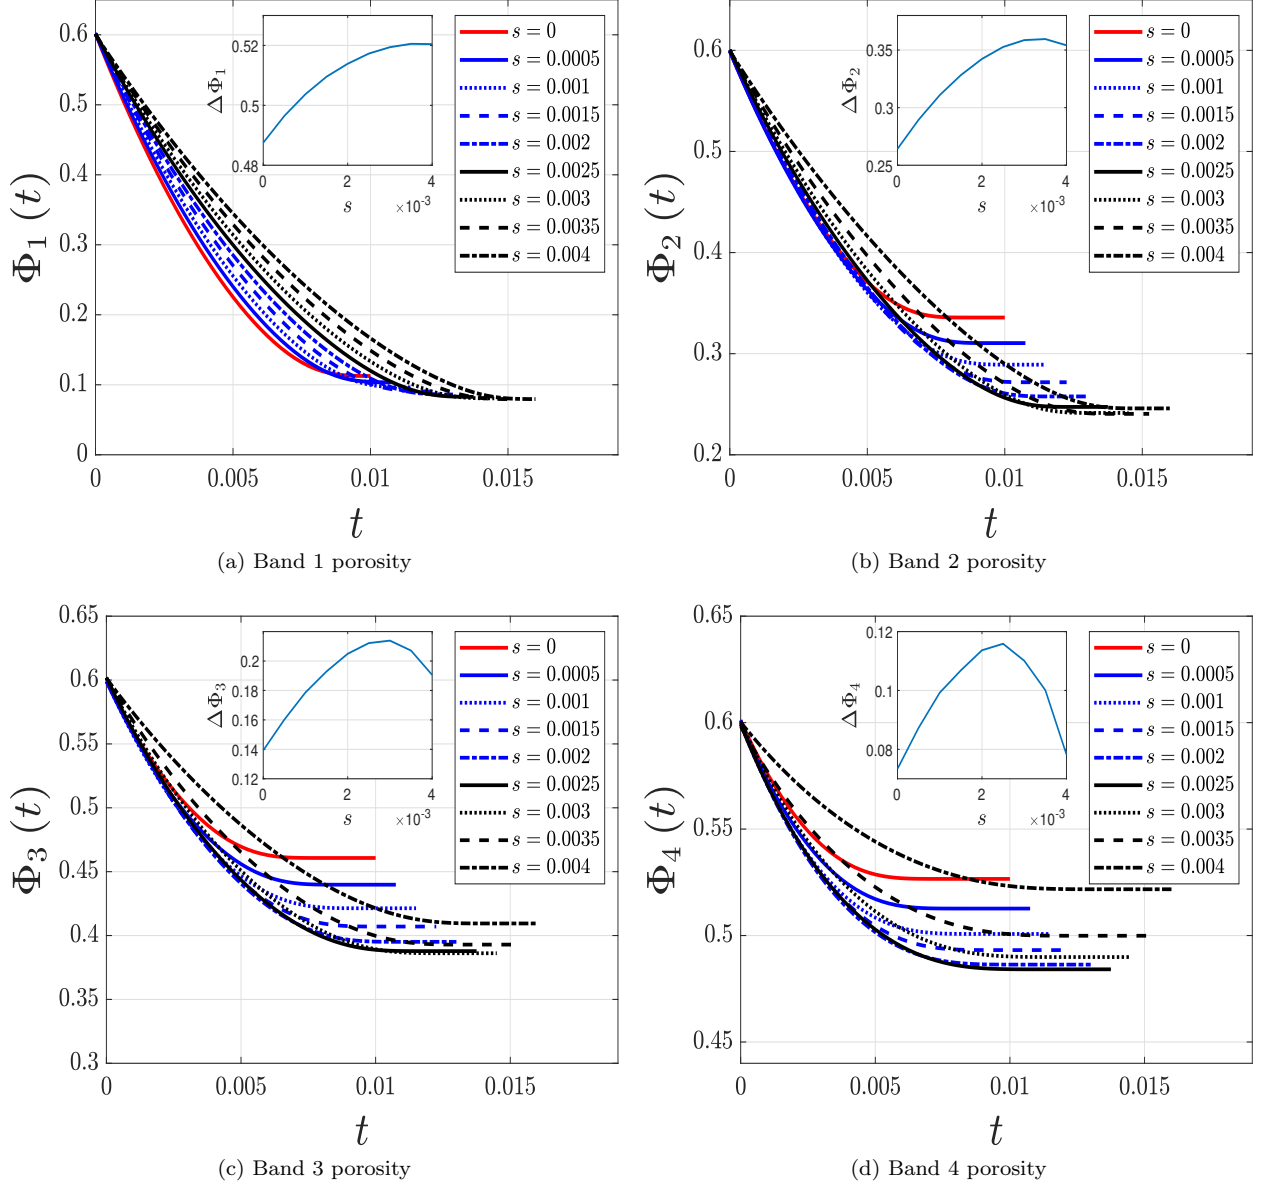 0.6
0.5
0.4
0.3
0.2
0.1
0
0 0.005 0.01 0.015
Φ₁ (t)
t
0.52
0.5
0.48
0 2 4
ΔΦ₁
s ×10⁻³
s = 0
s = 0.0005
s = 0.001
s = 0.0015
s = 0.002
s = 0.0025
s = 0.003
s = 0.0035
s = 0.004
(a) Band 1 porosity
0.6
0.5
0.4
0.3
0.2
0 0.005 0.01 0.015
Φ₂ (t)
t
0.35
0.3
0.25
0 2 4
ΔΦ₂
s ×10⁻³
s = 0
s = 0.0005
s = 0.001
s = 0.0015
s = 0.002
s = 0.0025
s = 0.003
s = 0.0035
s = 0.004
(b) Band 2 porosity
0.65
0.6
0.55
0.5
0.45
0.4
0.35
0.3
0 0.005 0.01 0.015
Φ₃ (t)
t
0.2
0.18
0.16
0.14
0.12
0 2 4
ΔΦ₃
s ×10⁻³
s = 0
s = 0.0005
s = 0.001
s = 0.0015
s = 0.002
s = 0.0025
s = 0.003
s = 0.0035
s = 0.004
(c) Band 3 porosity
0.65
0.6
0.55
0.5
0.45
0 0.005 0.01 0.015
Φ₄ (t)
t
0.12
0.1
0.08
0 2 4
ΔΦ₄
s ×10⁻³
s = 0
s = 0.0005
s = 0.001
s = 0.0015
s = 0.002
s = 0.0025
s = 0.003
s = 0.0035
s = 0.004
(d) Band 4 porosity